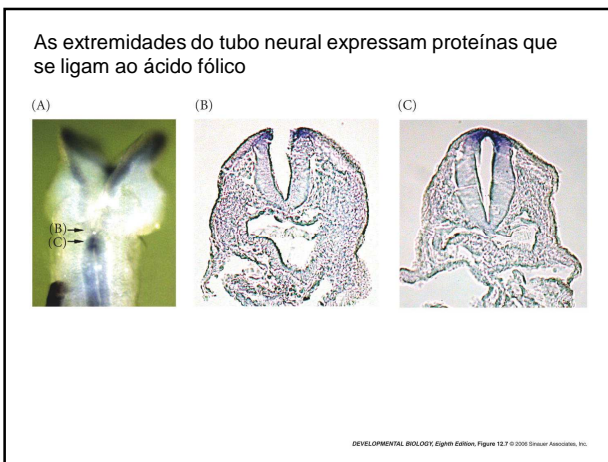 As extremidades do tubo neural expressam proteínas que
se ligam ao ácido fólico
(A)
(B)
(C)
(B)
(C)
DEVELOPMENTAL BIOLOGY, Eighth Edition, Figure 12.7 © 2006 Sinauer Associates, Inc.